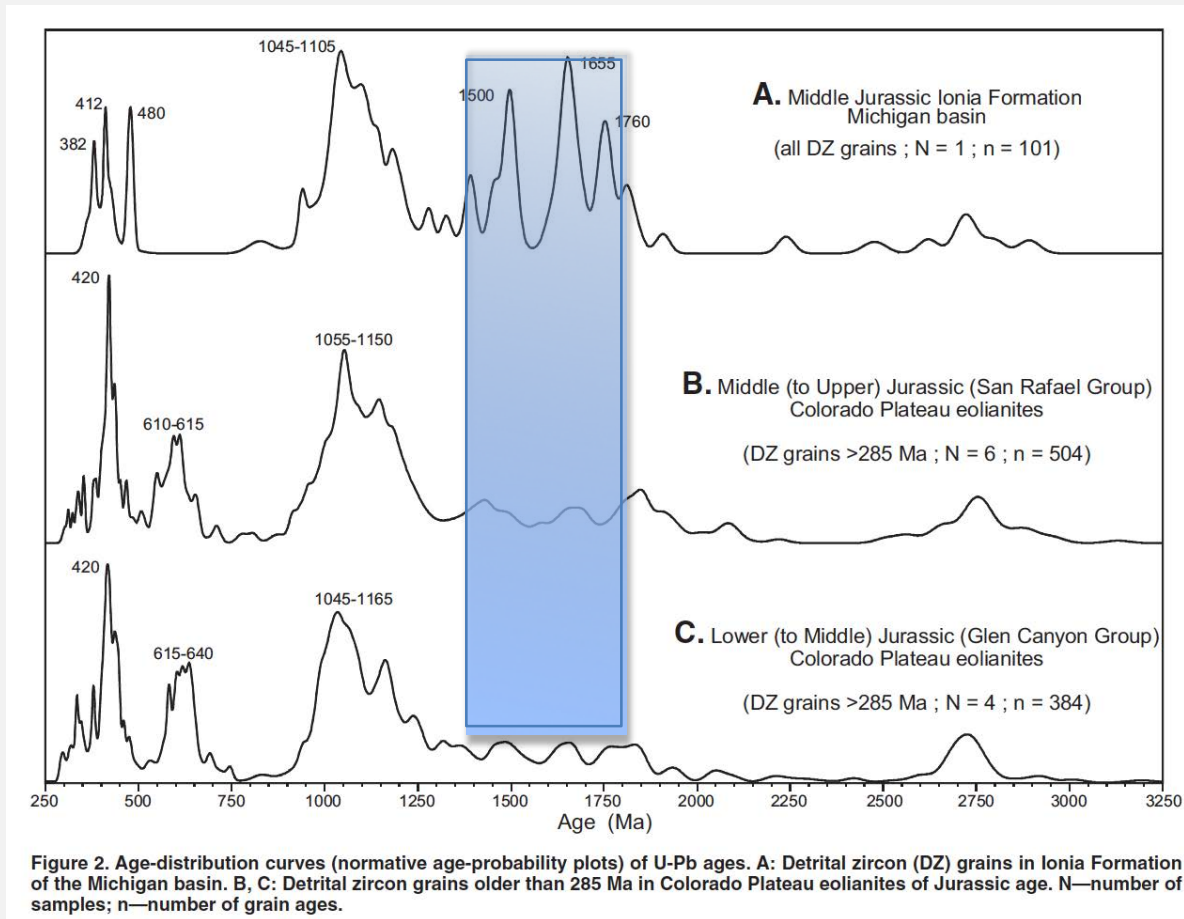 1045-1105
412
480
382
1655
1500
1760
A. Middle Jurassic Ionia Formation
Michigan basin
(all DZ grains ; N = 1 ; n = 101)
420
1055-1150
610-615
B. Middle (to Upper) Jurassic (San Rafael Group)
Colorado Plateau eolianites
(DZ grains >285 Ma ; N = 6 ; n = 504)
420
1045-1165
615-640
C. Lower (to Middle) Jurassic (Glen Canyon Group)
Colorado Plateau eolianites
(DZ grains >285 Ma ; N = 4 ; n = 384)
250 500 750 1000 1250 1500 1750 2000 2250 2500 2750 3000 3250
Age (Ma)
Figure 2. Age-distribution curves (normative age-probability plots) of U-Pb ages. A: Detrital zircon (DZ) grains in Ionia Formation
of the Michigan basin. B, C: Detrital zircon grains older than 285 Ma in Colorado Plateau eolianites of Jurassic age. N—number of
samples; n—number of grain ages.